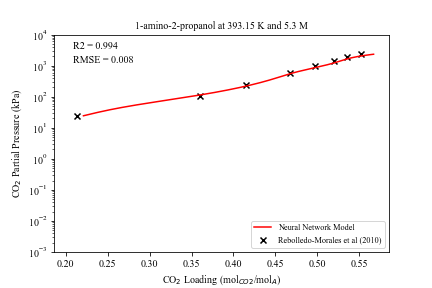 1-amino-2-propanol at 393.15 K and 5.3 M
R2 = 0.994
RMSE = 0.008
CO₂ Partial Pressure (kPa)
10⁴
10³
10²
10¹
10⁰
10⁻¹
10⁻²
10⁻³
Neural Network Model
Rebolledo-Morales et al (2010)
0.20 0.25 0.30 0.35 0.40 0.45 0.50 0.55
CO₂ Loading (mol_CO2/mol_A)